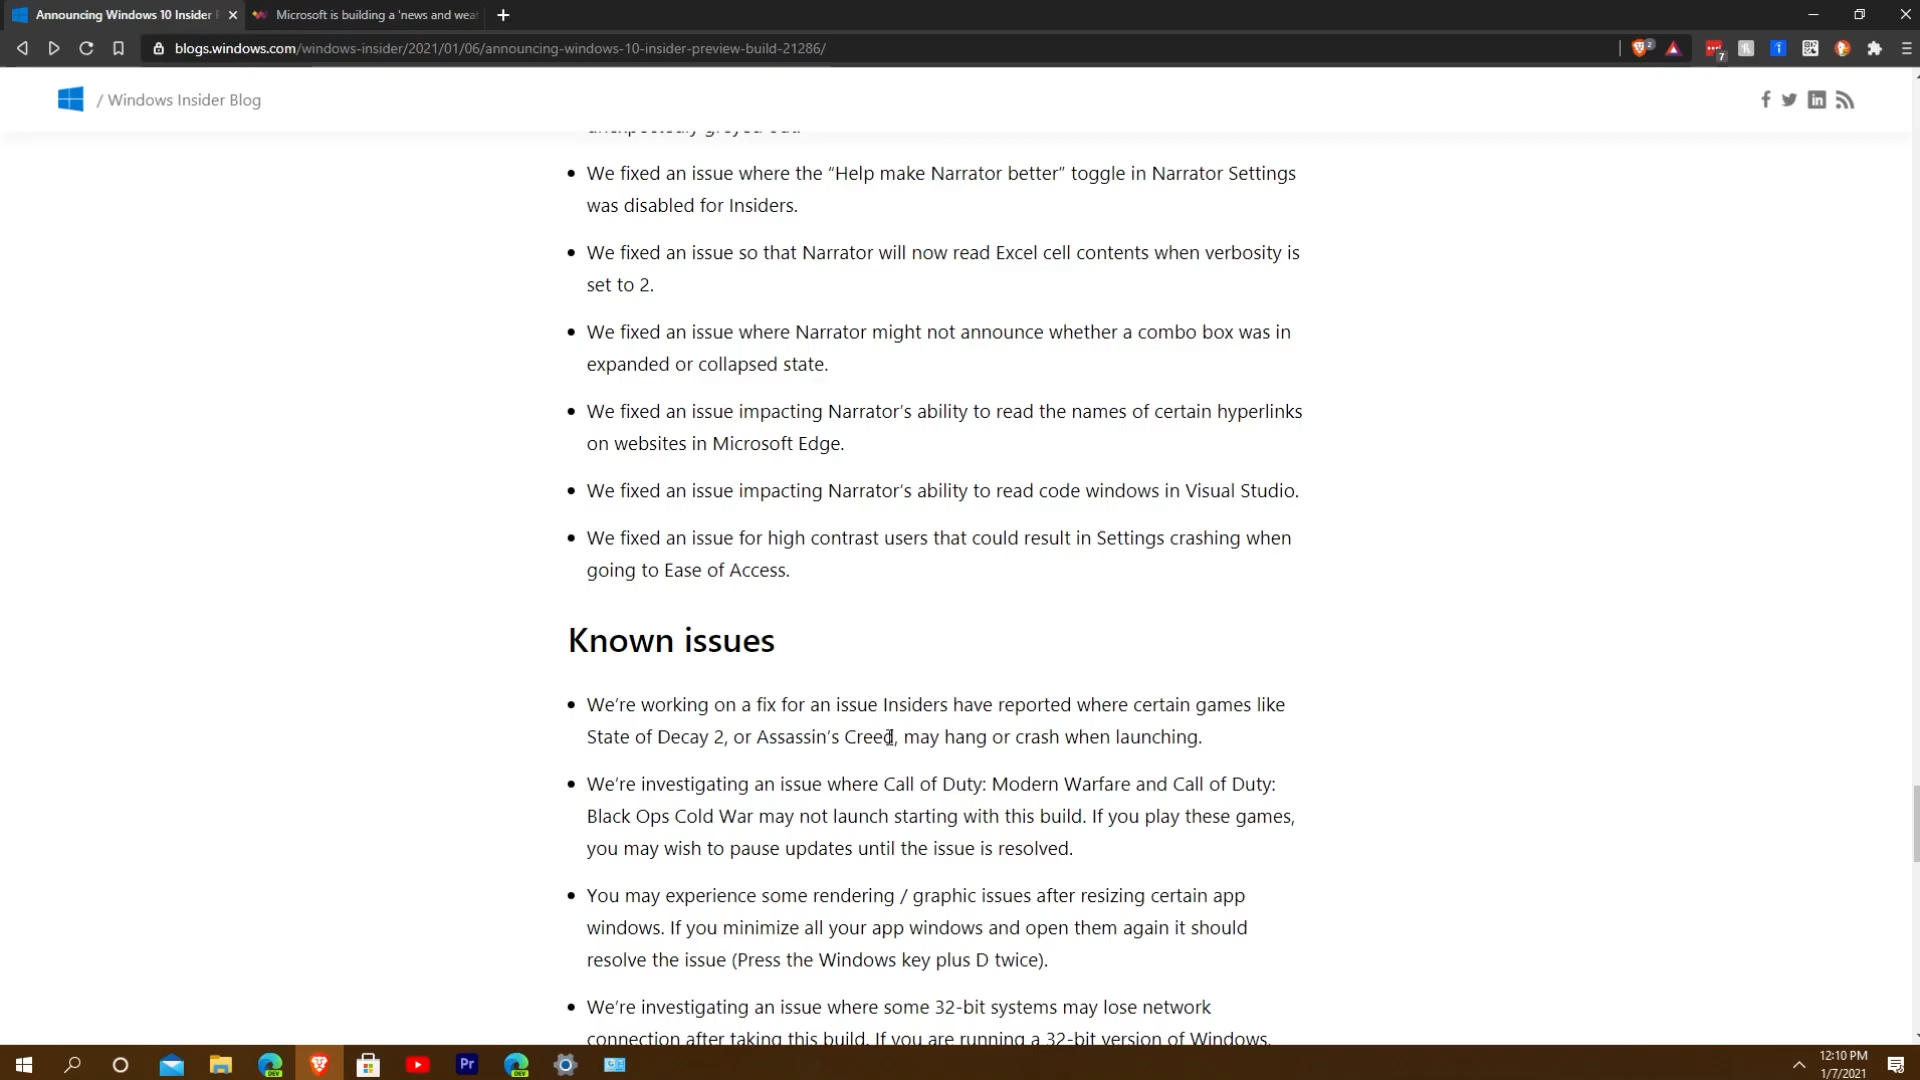 Announcing Windows 10 Insider P
Microsoft is building a 'news and wea
blogs.windows.com/windows-insider/2021/01/06/announcing-windows-10-insider-preview-build-21286/
2
7
/ Windows Insider Blog
unexpectedly greyed out.
We fixed an issue where the “Help make Narrator better” toggle in Narrator Settings
was disabled for Insiders.
We fixed an issue so that Narrator will now read Excel cell contents when verbosity is
set to 2.
We fixed an issue where Narrator might not announce whether a combo box was in
expanded or collapsed state.
We fixed an issue impacting Narrator’s ability to read the names of certain hyperlinks
on websites in Microsoft Edge.
We fixed an issue impacting Narrator’s ability to read code windows in Visual Studio.
We fixed an issue for high contrast users that could result in Settings crashing when
going to Ease of Access.
Known issues
We’re working on a fix for an issue Insiders have reported where certain games like
State of Decay 2, or Assassin’s Creed, may hang or crash when launching.
We’re investigating an issue where Call of Duty: Modern Warfare and Call of Duty:
Black Ops Cold War may not launch starting with this build. If you play these games,
you may wish to pause updates until the issue is resolved.
You may experience some rendering / graphic issues after resizing certain app
windows. If you minimize all your app windows and open them again it should
resolve the issue (Press the Windows key plus D twice).
We’re investigating an issue where some 32-bit systems may lose network
connection after taking this build. If you are running a 32-bit version of Windows,
DEV
Pr
DEV
12:10 PM
1/7/2021